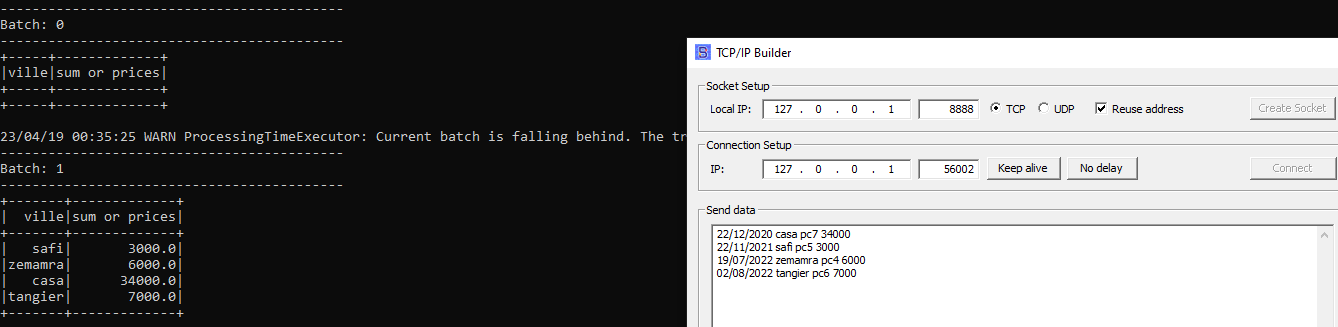 -------------------------------------------
Batch: 0
-------------------------------------------
+-----+-------------+
|ville|sum or prices|
+-----+-------------+
+-----+-------------+
23/04/19 00:35:25 WARN ProcessingTimeExecutor: Current batch is falling behind. The tr
-------------------------------------------
Batch: 1
-------------------------------------------
+-------+-------------+
|  ville|sum or prices|
+-------+-------------+
|   safi|       3000.0|
|zemamra|       6000.0|
|   casa|      34000.0|
|tangier|       7000.0|
+-------+-------------+
S TCP/IP Builder
Socket Setup
Local IP: 127 . 0 . 0 . 1 8888 TCP UDP Reuse address Create Socket
Connection Setup
IP: 127 . 0 . 0 . 1 56002 Keep alive No delay Connect
Send data
22/12/2020 casa pc7 34000
22/11/2021 safi pc5 3000
19/07/2022 zemamra pc4 6000
02/08/2022 tangier pc6 7000